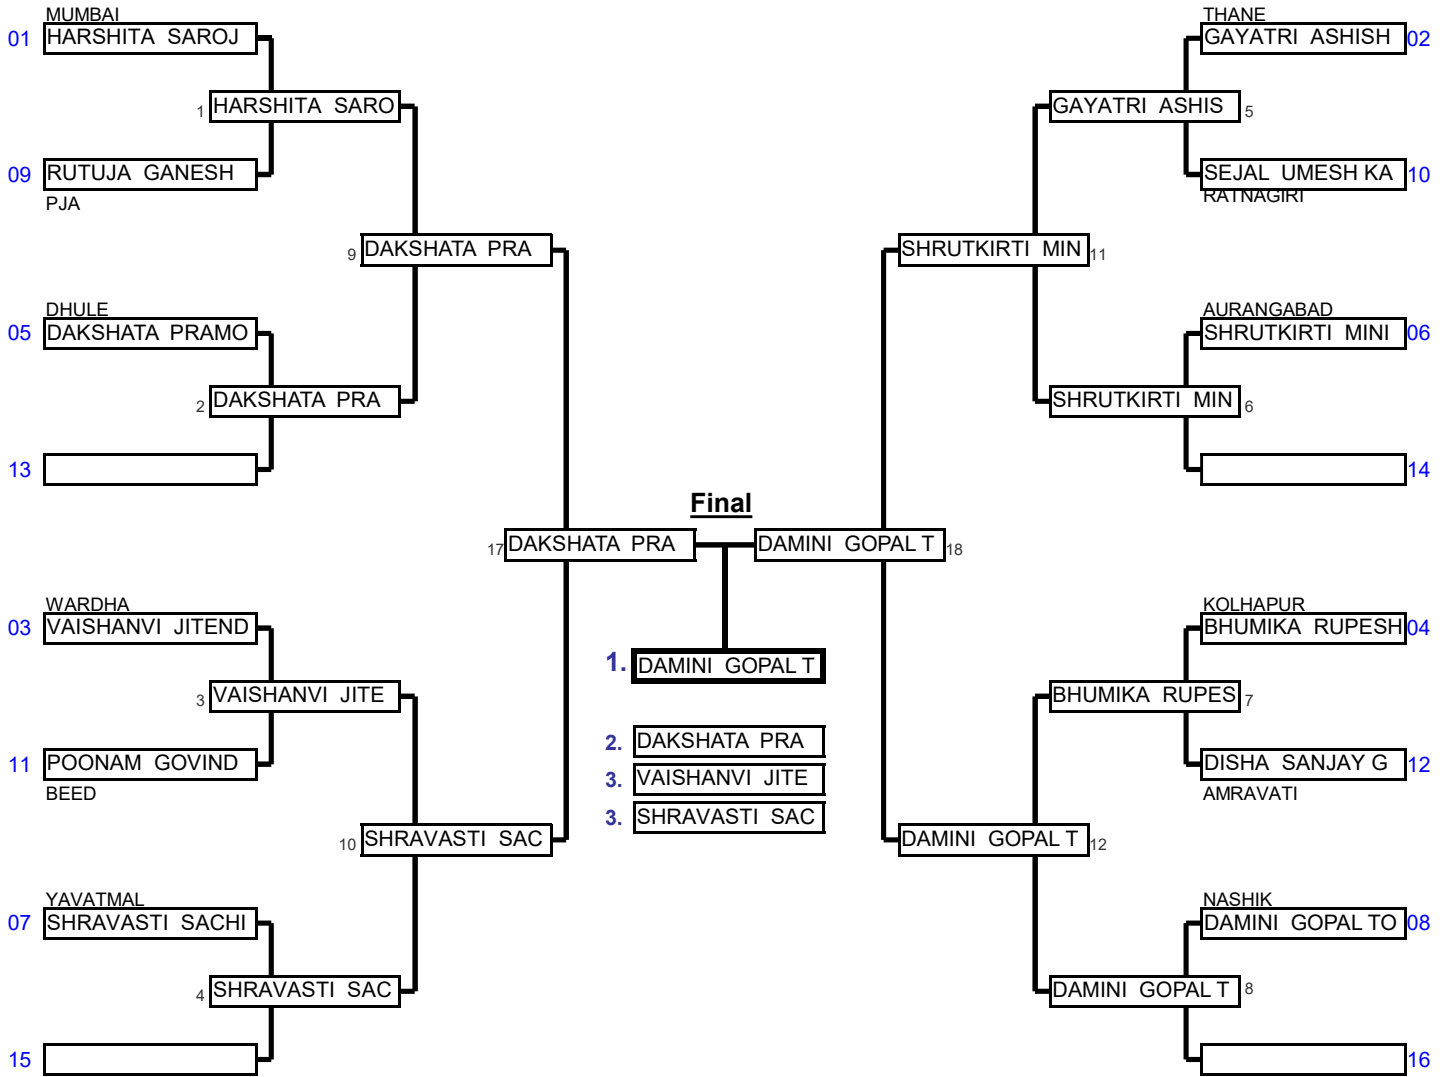 MUMBAI
01 HARSHITA SAROJ
1 HARSHITA SARO
09 RUTUJA GANESH
PJA
9 DAKSHATA PRA
DHULE
05 DAKSHATA PRAMO
2 DAKSHATA PRA
13
17 DAKSHATA PRA
WARDHA
03 VAISHANVI JITEND
3 VAISHANVI JITE
11 POONAM GOVIND
BEED
10 SHRAVASTI SAC
YAVATMAL
07 SHRAVASTI SACHI
4 SHRAVASTI SAC
15
Final
1. DAMINI GOPAL T
2. DAKSHATA PRA
3. VAISHANVI JITE
3. SHRAVASTI SAC
THANE
GAYATRI ASHISH 02
GAYATRI ASHIS 5
SEJAL UMESH KA 10
RATNAGIRI
SHRUTKIRTI MIN 11
AURANGABAD
SHRUTKIRTI MINI 06
SHRUTKIRTI MIN 6
14
DAMINI GOPAL T 18
KOLHAPUR
BHUMIKA RUPESH 04
BHUMIKA RUPES 7
DISHA SANJAY G 12
AMRAVATI
DAMINI GOPAL T 12
NASHIK
DAMINI GOPAL TO 08
DAMINI GOPAL T 8
16